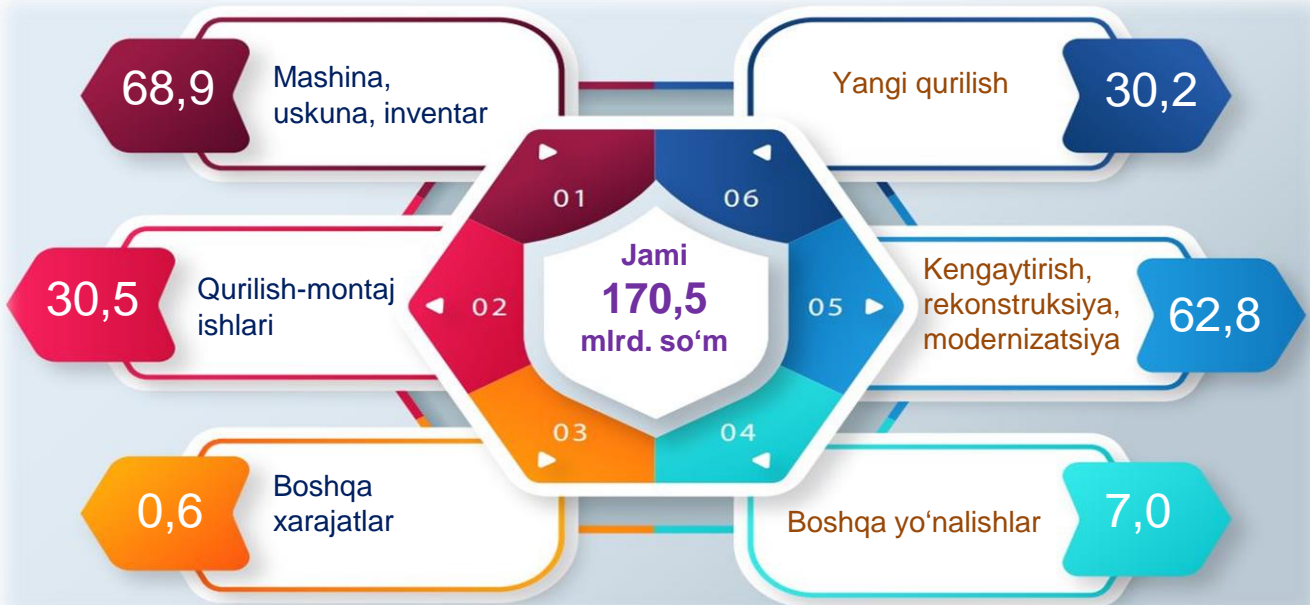 68,9
Mashina,
uskuna, inventar
Yangi qurilish
30,2
01
06
30,5
Qurilish-montaj
ishlari
02
Jami
170,5
mlrd. so‘m
05
Kengaytirish,
rekonstruksiya,
modernizatsiya
62,8
03
04
0,6
Boshqa
xarajatlar
Boshqa yo‘nalishlar
7,0